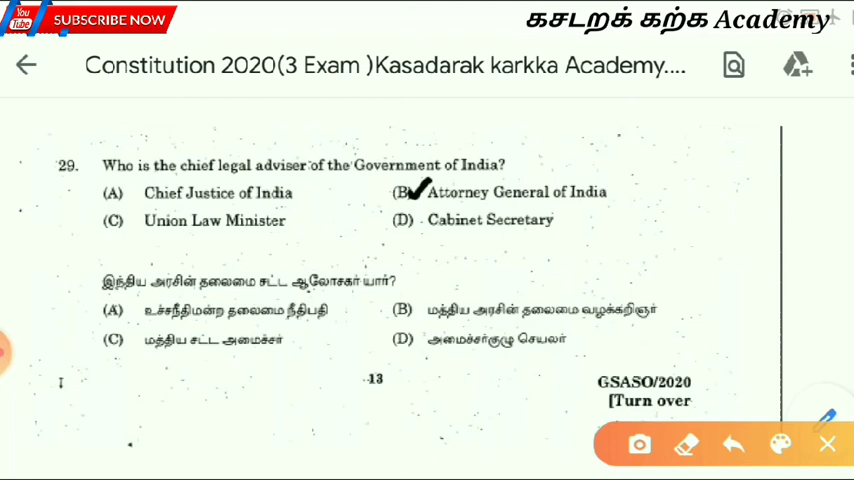 You
Tube
SUBSCRIBE NOW
கசடறக் கற்க Academy
Constitution 2020(3 Exam )Kasadarak karkka Academy....
29. Who is the chief legal adviser of the Government of India?
(A) Chief Justice of India (B) Attorney General of India
(C) Union Law Minister (D) Cabinet Secretary
இந்திய அரசின் தலைமை சட்ட ஆலோசகர் யார்?
(A) உச்சநீதிமன்ற தலைமை நீதிபதி (B) மத்திய அரசின் தலைமை வழக்கறிஞர்
(C) மத்திய சட்ட அமைச்சர் (D) அமைச்சர்குழு செயலர்
I 13 GSASO/2020
[Turn over